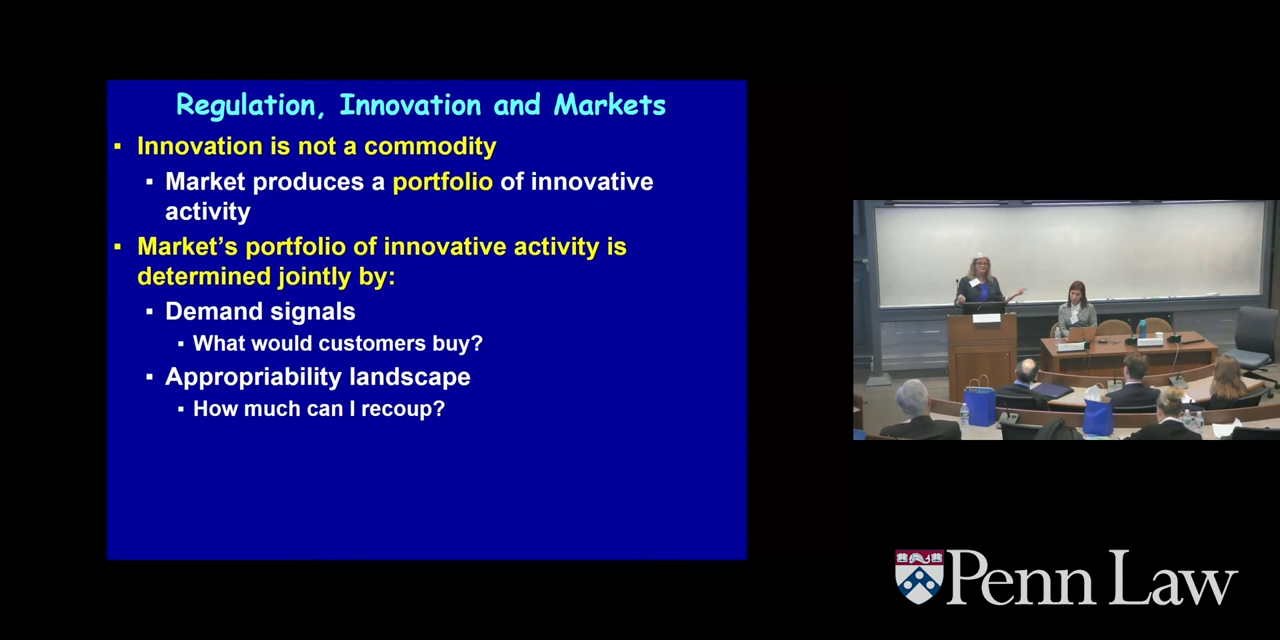 Regulation, Innovation and Markets
▪ Innovation is not a commodity
▪ Market produces a portfolio of innovative
activity
▪ Market’s portfolio of innovative activity is
determined jointly by:
▪ Demand signals
▪ What would customers buy?
▪ Appropriability landscape
▪ How much can I recoup?
Penn Law